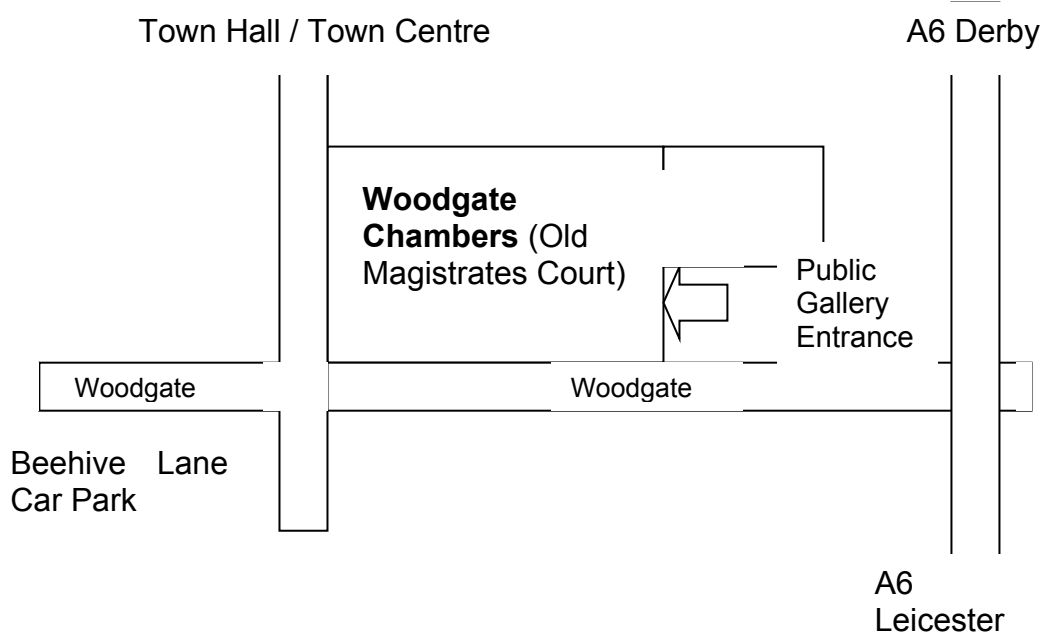 Town Hall / Town Centre
A6 Derby
Woodgate
Chambers (Old
Magistrates Court)
Public
Gallery
Entrance
Woodgate
Woodgate
Beehive Lane
Car Park
A6
Leicester